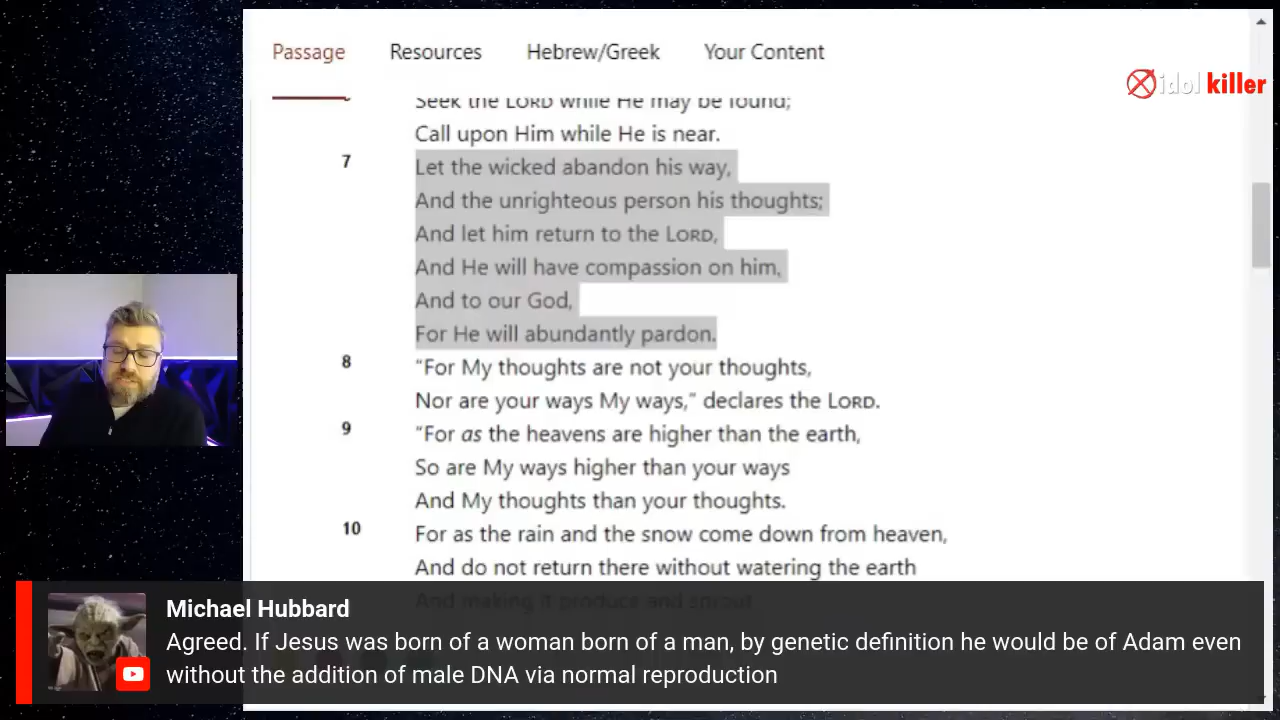 Passage Resources Hebrew/Greek Your Content
idol killer
Seek the LORD while He may be found;
Call upon Him while He is near.
7 Let the wicked abandon his way,
And the unrighteous person his thoughts;
And let him return to the LORD,
And He will have compassion on him,
And to our God,
For He will abundantly pardon.
8 “For My thoughts are not your thoughts,
Nor are your ways My ways,” declares the LORD.
9 “For as the heavens are higher than the earth,
So are My ways higher than your ways
And My thoughts than your thoughts.
10 For as the rain and the snow come down from heaven,
And do not return there without watering the earth
And making it produce and sprout,
Michael Hubbard
Agreed. If Jesus was born of a woman born of a man, by genetic definition he would be of Adam even
without the addition of male DNA via normal reproduction